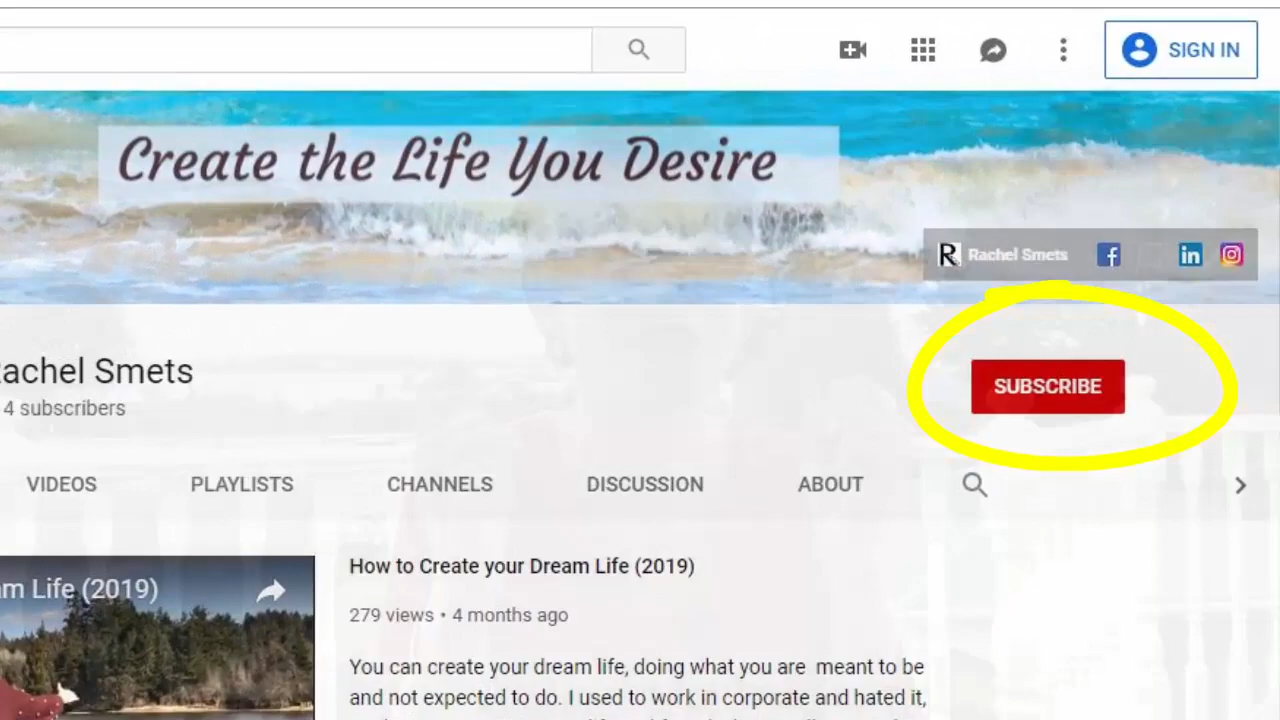 SIGN IN
Create the Life You Desire
R Rachel Smets
achel Smets
4 subscribers
SUBSCRIBE
VIDEOS PLAYLISTS CHANNELS DISCUSSION ABOUT
How to Create your Dream Life (2019)
m Life (2019)
279 views • 4 months ago
You can create your dream life, doing what you are meant to be
and not expected to do. I used to work in corporate and hated it,